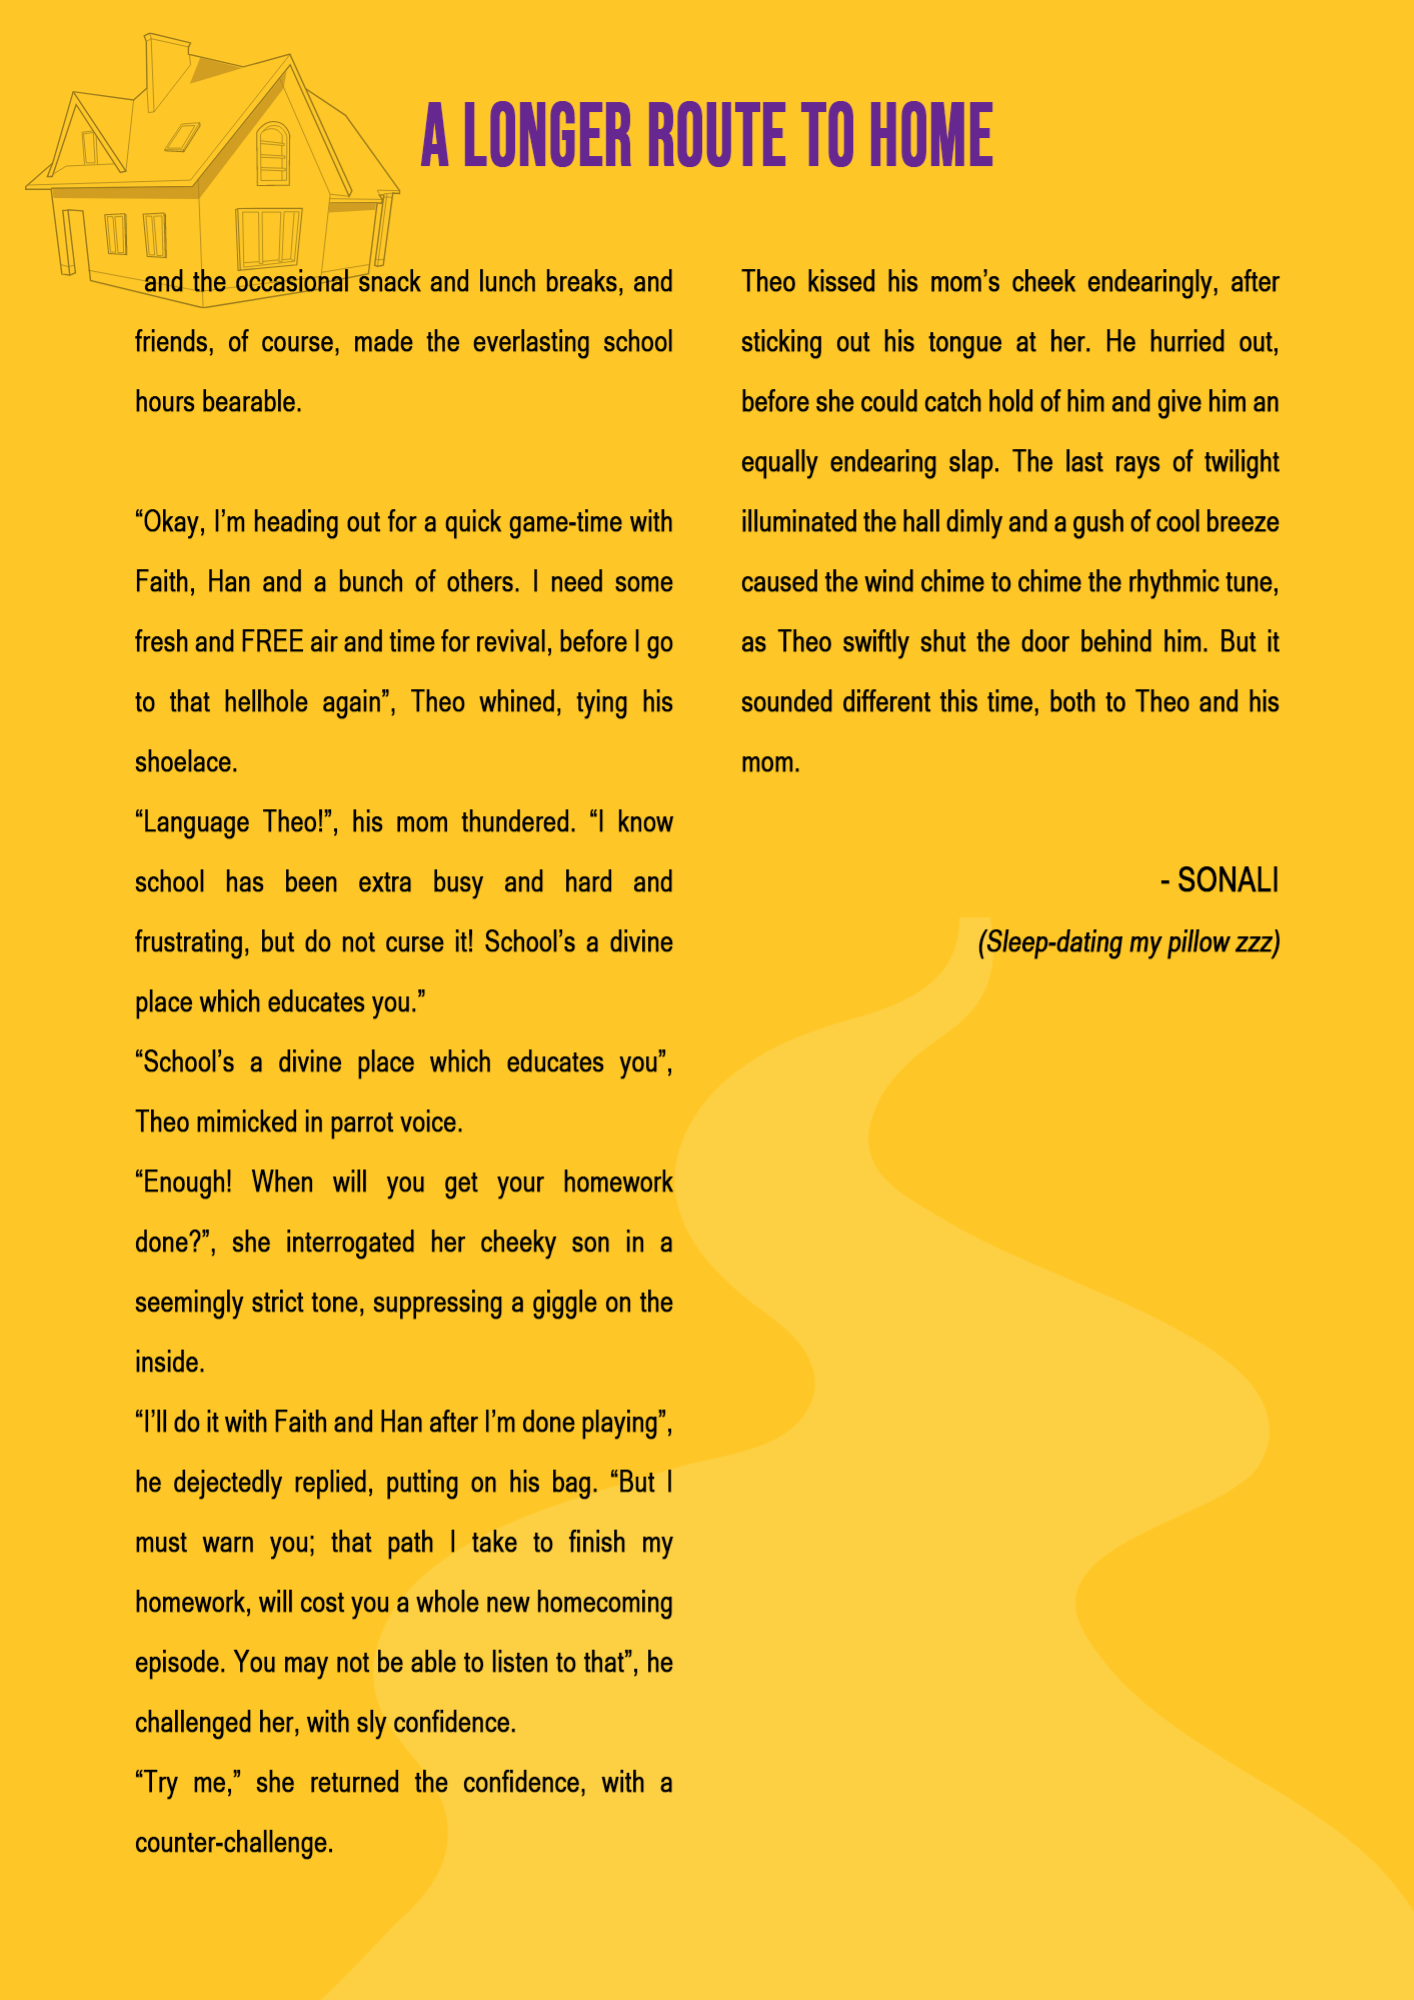 A LONGER ROUTE TO HOME
and the occasional snack and lunch breaks, and
friends, of course, made the everlasting school
hours bearable.
“Okay, I’m heading out for a quick game-time with
Faith, Han and a bunch of others. I need some
fresh and FREE air and time for revival, before I go
to that hellhole again”, Theo whined, tying his
shoelace.
“Language Theo!”, his mom thundered. “I know
school has been extra busy and hard and
frustrating, but do not curse it! School’s a divine
place which educates you.”
“School’s a divine place which educates you”,
Theo mimicked in parrot voice.
“Enough! When will you get your homework
done?”, she interrogated her cheeky son in a
seemingly strict tone, suppressing a giggle on the
inside.
“I’ll do it with Faith and Han after I’m done playing”,
he dejectedly replied, putting on his bag. “But I
must warn you; that path I take to finish my
homework, will cost you a whole new homecoming
episode. You may not be able to listen to that”, he
challenged her, with sly confidence.
“Try me,” she returned the confidence, with a
counter-challenge.
Theo kissed his mom’s cheek endearingly, after
sticking out his tongue at her. He hurried out,
before she could catch hold of him and give him an
equally endearing slap. The last rays of twilight
illuminated the hall dimly and a gush of cool breeze
caused the wind chime to chime the rhythmic tune,
as Theo swiftly shut the door behind him. But it
sounded different this time, both to Theo and his
mom.
- SONALI
(Sleep-dating my pillow zzz)